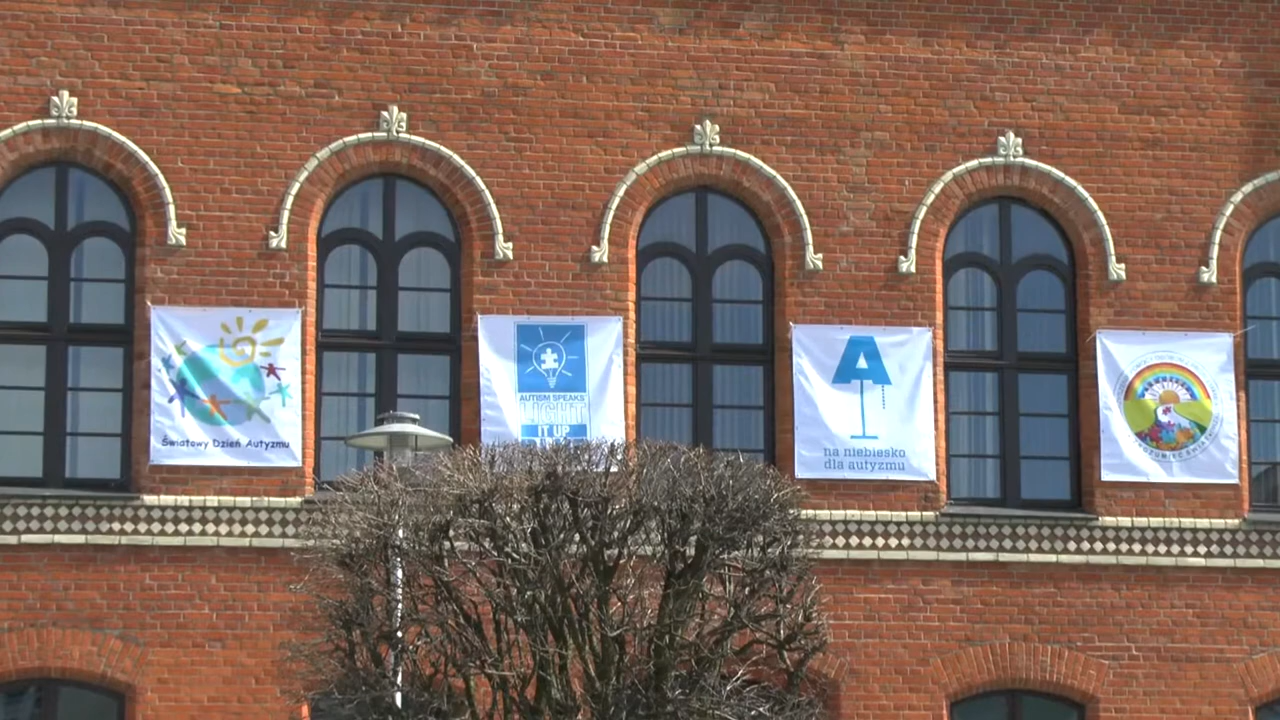 Światowy Dzień Autyzmu
AUTISM SPEAKS
LIGHT
IT UP
na niebiesko
dla autyzmu